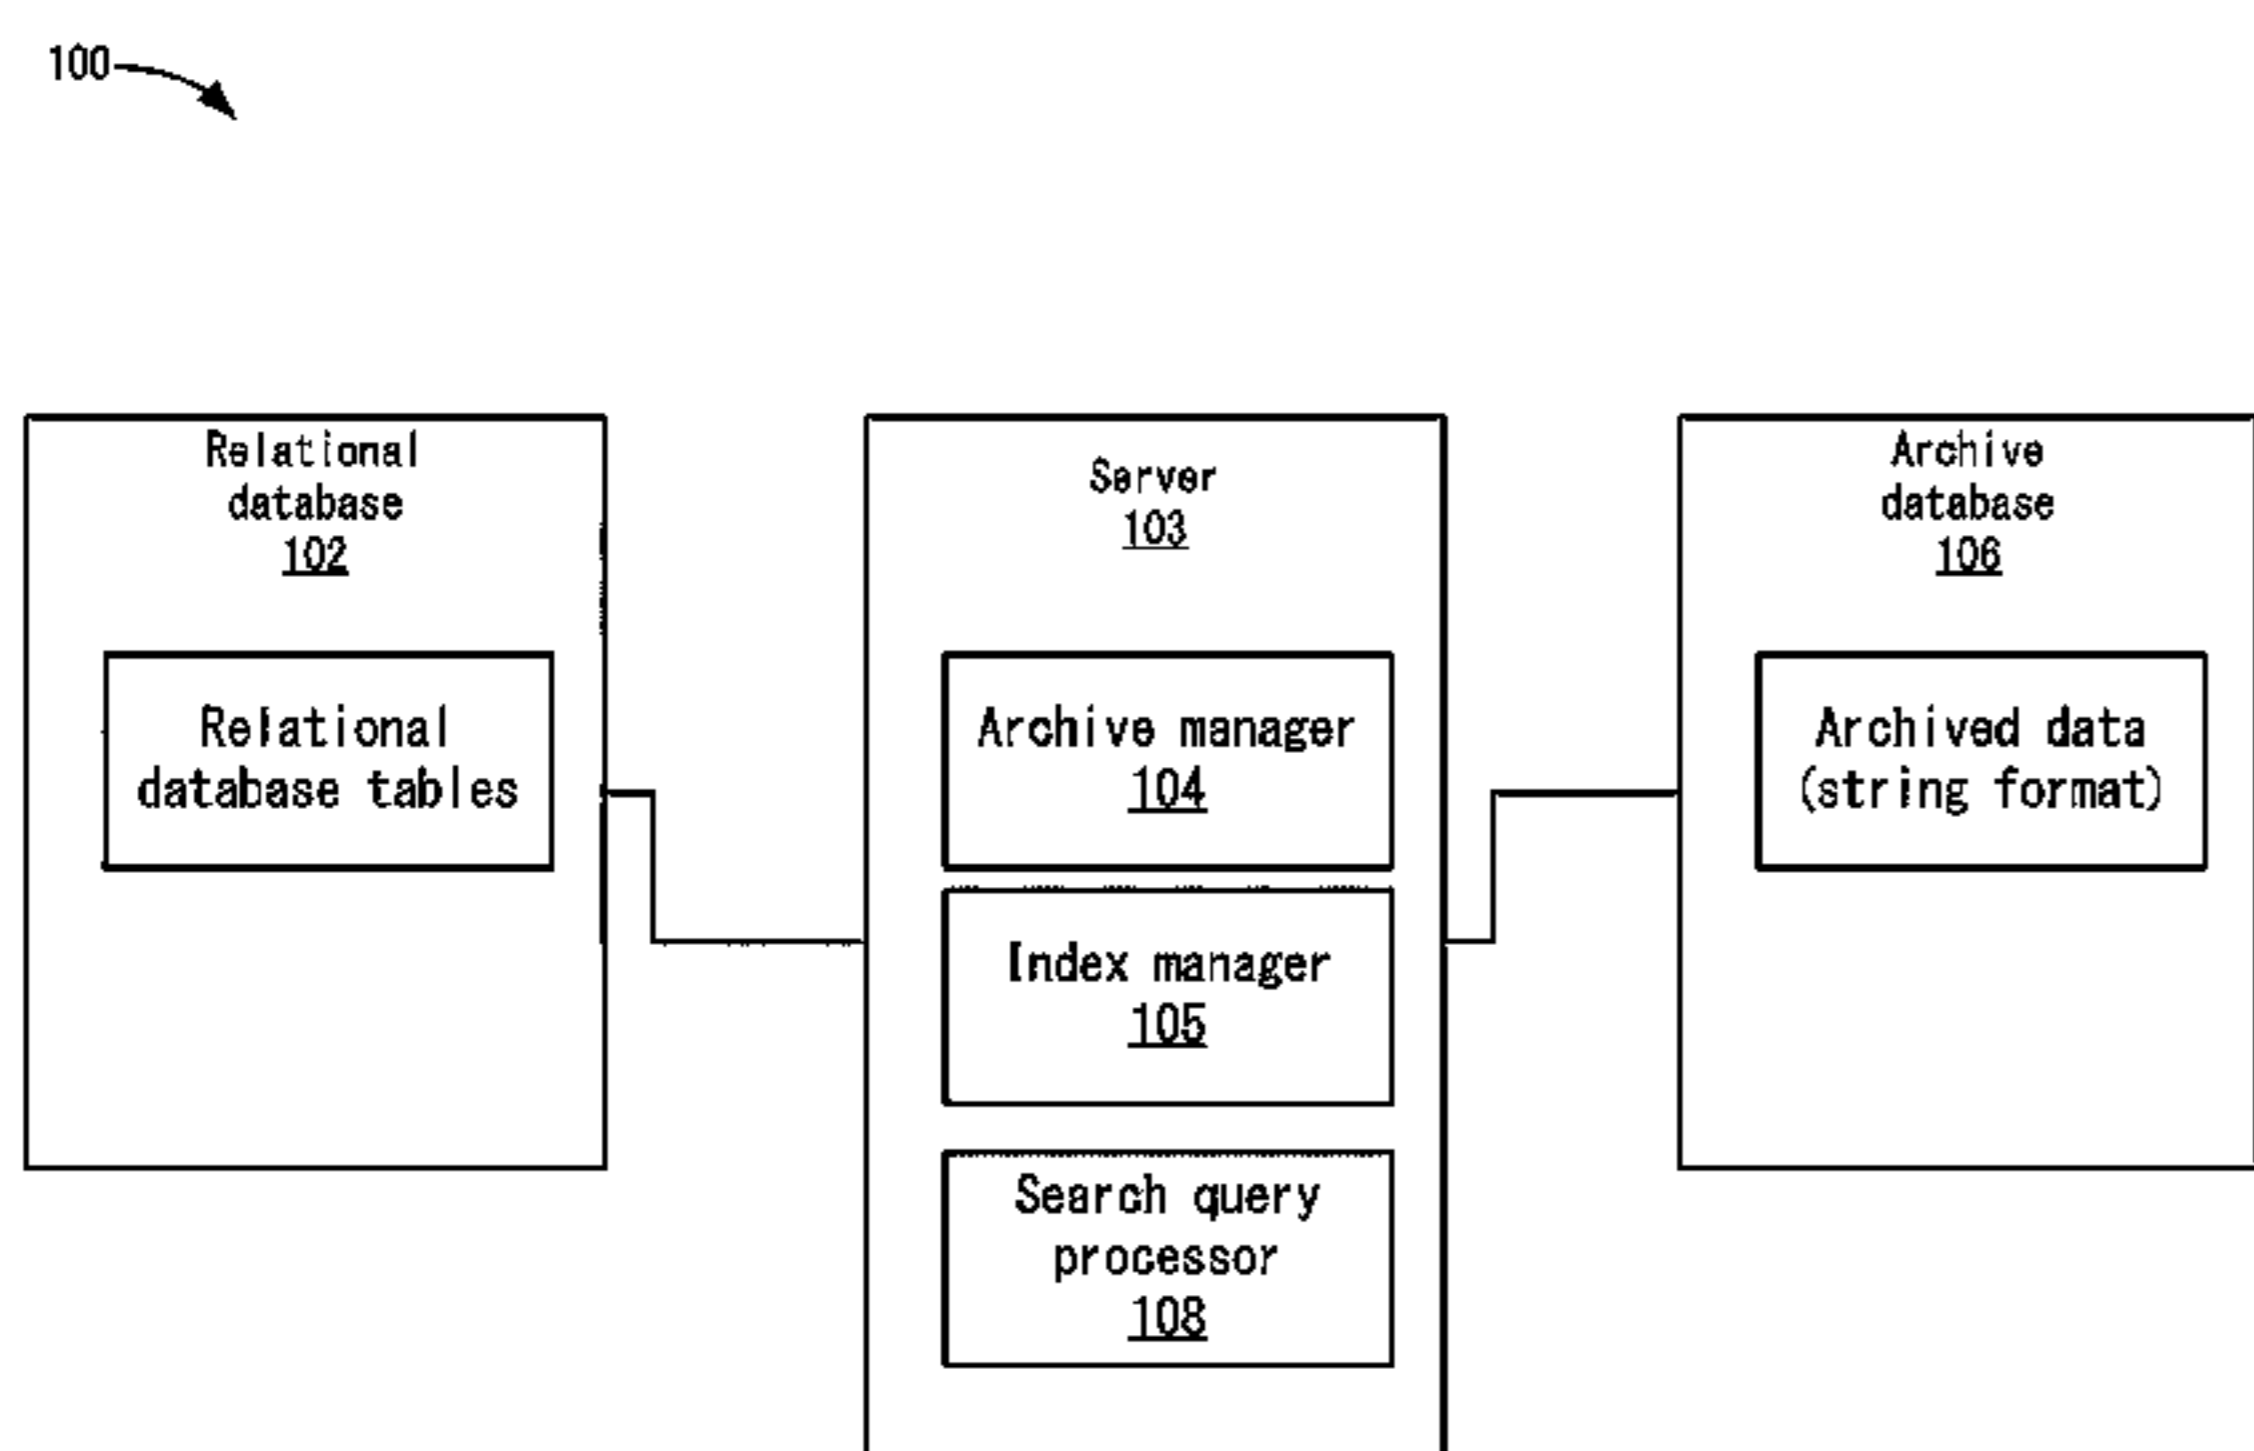 100
Relational
database
102
Relational
database tables
Server
103
Archive manager
104
Index manager
105
Search query
processor
108
Archive
database
106
Archived data
(string format)